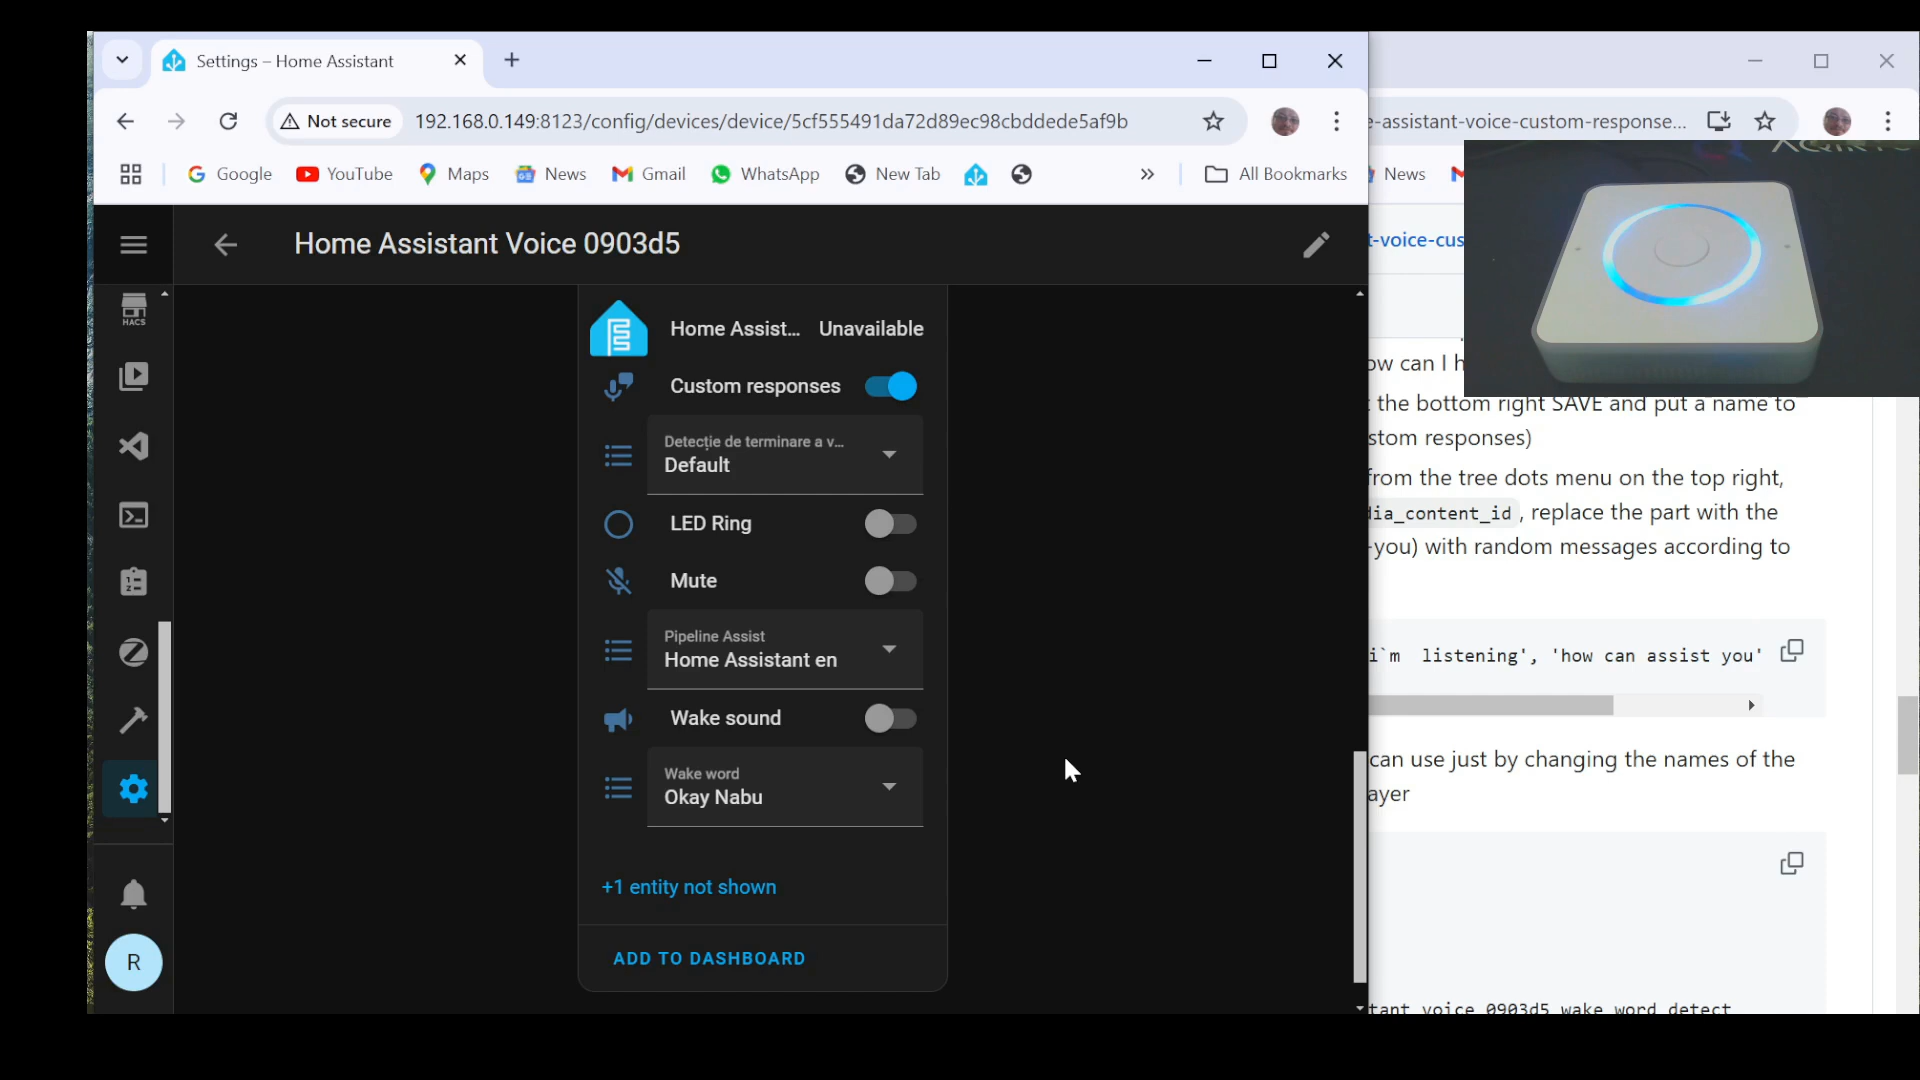 Settings – Home Assistant
Not secure
192.168.0.149:8123/config/devices/device/5cf555491da72d89ec98cbddede5af9b
e-assistant-voice-custom-response...
Google
YouTube
Maps
News
Gmail
WhatsApp
New Tab
All Bookmarks
News
Home Assistant Voice 0903d5
t-voice-cus
HACS
Home Assist...
Unavailable
Custom responses
Detecție de terminare a v...
Default
LED Ring
Mute
Pipeline Assist
Home Assistant en
Wake sound
Wake word
Okay Nabu
+1 entity not shown
ADD TO DASHBOARD
R
ow can I h
t the bottom right SAVE and put a name to
stom responses)
from the tree dots menu on the top right,
dia_content_id , replace the part with the
-you) with random messages according to
i`m  listening', 'how can assist you'
can use just by changing the names of the
ayer
tant_voice_0903d5_wake_word_detect